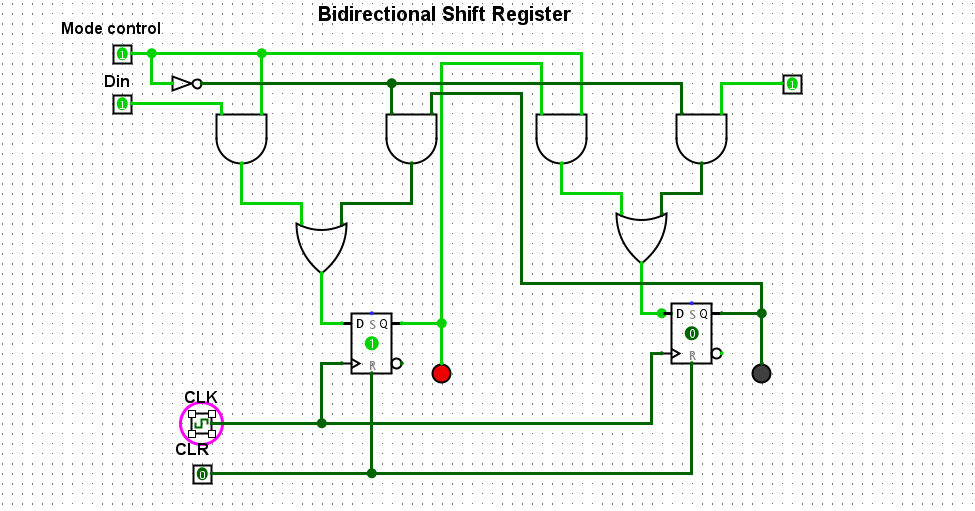 Bidirectional Shift Register
Mode control
1
Din
1
1
D S Q
1
R
D S Q
0
R
CLK
CLR
0